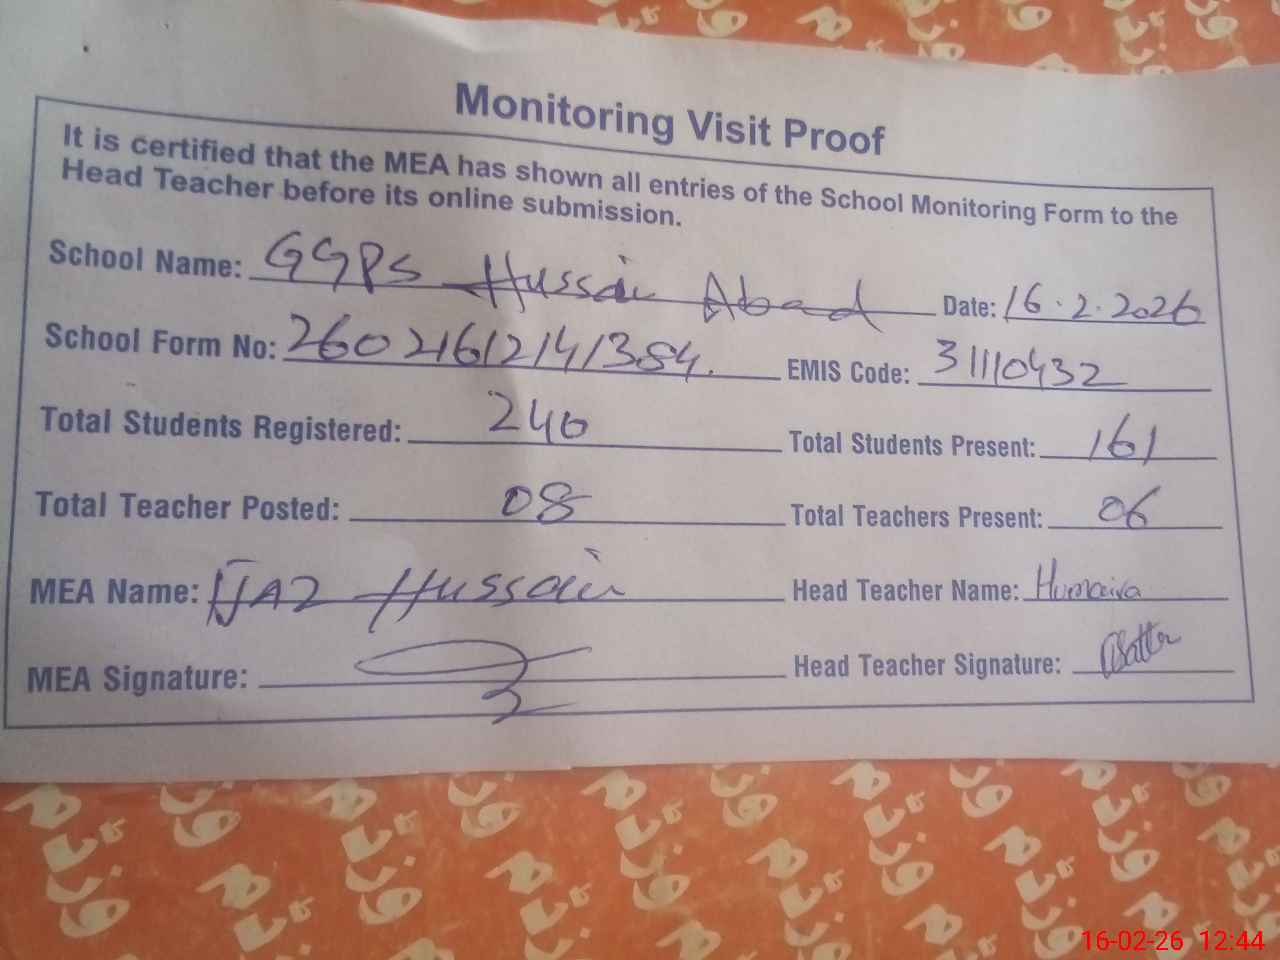 Monitoring Visit Proof
It is certified that the MEA has shown all entries of the School Monitoring Form to the
Head Teacher before its online submission.
School Name: GGPS Hussain Abad Date: 16.2.2026
School Form No: 26021612141384. EMIS Code: 31110432
Total Students Registered: 240 Total Students Present: 161
Total Teacher Posted: 08 Total Teachers Present: 06
MEA Name: IJAZ Hussain Head Teacher Name: Humaira
MEA Signature: Head Teacher Signature:
16-02-26 12:44